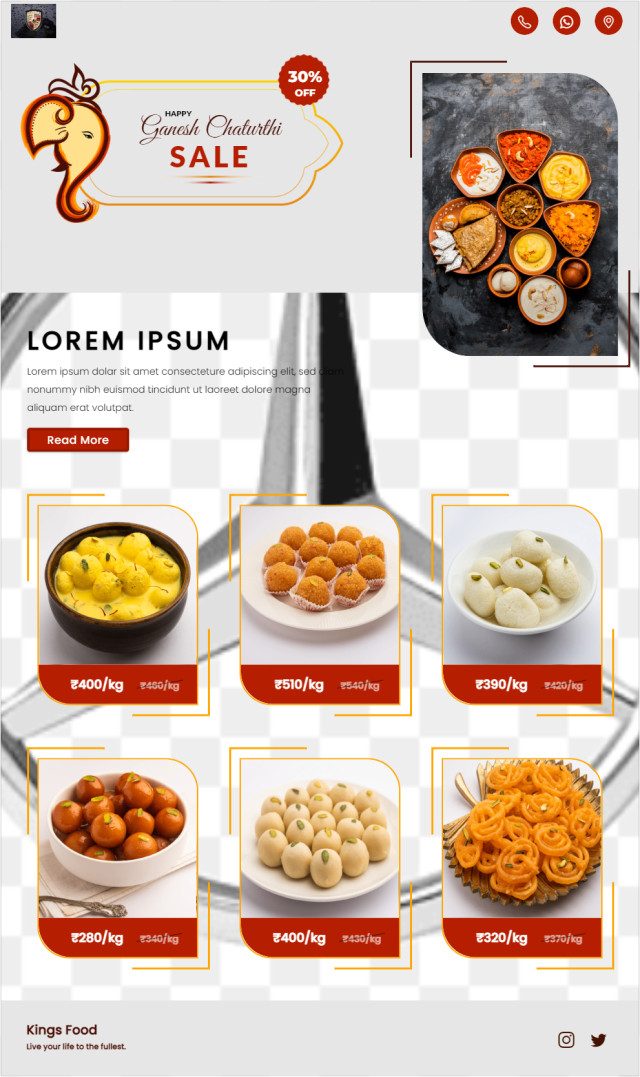 30%
OFF
HAPPY
Ganesh Chaturthi
SALE
LOREM IPSUM
Lorem ipsum dolar sit amet consecteture adipiscing elit, sed diam
nonummy nibh euismod tincidunt ut laoreet dolore magna
aliquam erat volutpat.
Read More
₹400/kg ₹460/kg
₹510/kg ₹540/kg
₹390/kg ₹420/kg
₹280/kg ₹340/kg
₹400/kg ₹430/kg
₹320/kg ₹370/kg
Kings Food
Live your life to the fullest.